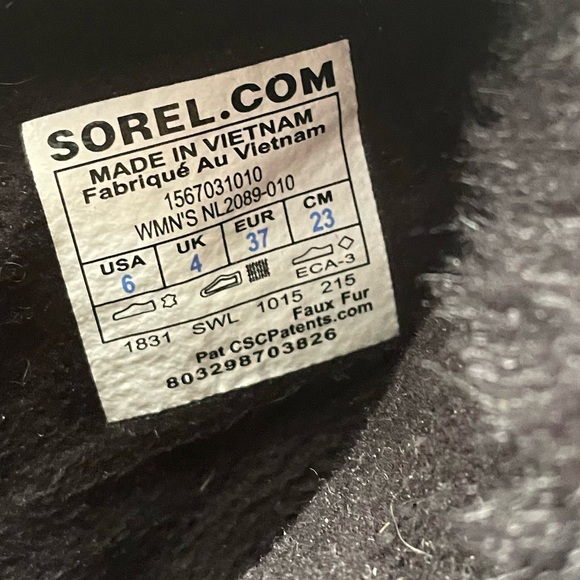 SOREL.COM
MADE IN VIETNAM
Fabriqué Au Vietnam
1567031010
WMN'S NL2089-010
USA UK EUR CM
6 4 37 23
ECA-3
1831 SWL 1015 215
Faux Fur
Pat CSCPatents.com
803298703826